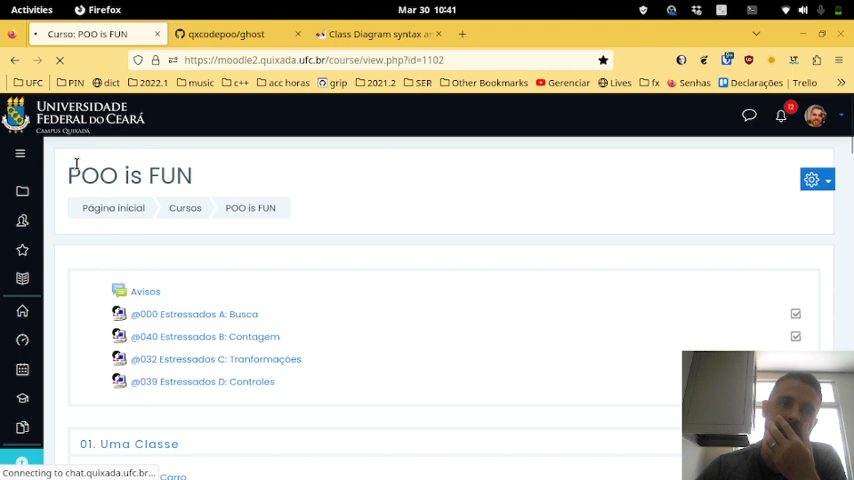 Activities Firefox Mar 30 10:41
Curso: POO is FUN qxcodepoo/ghost Class Diagram syntax an
https://moodle2.quixada.ufc.br/course/view.php?id=1102
UFC PIN dict 2022.1 music c++ acc horas grip 2021.2 SER Other Bookmarks Gerenciar Lives fx Senhas Declarações | Trello
UNIVERSIDADE
FEDERAL DO CEARÁ
CAMPUS QUIXADÁ
12
POO is FUN
Página inicial Cursos POO is FUN
Avisos
@000 Estressados A: Busca
@040 Estressados B: Contagem
@032 Estressados C: Tranformações
@039 Estressados D: Controles
01. Uma Classe
Carro
Connecting to chat.quixada.ufc.br...